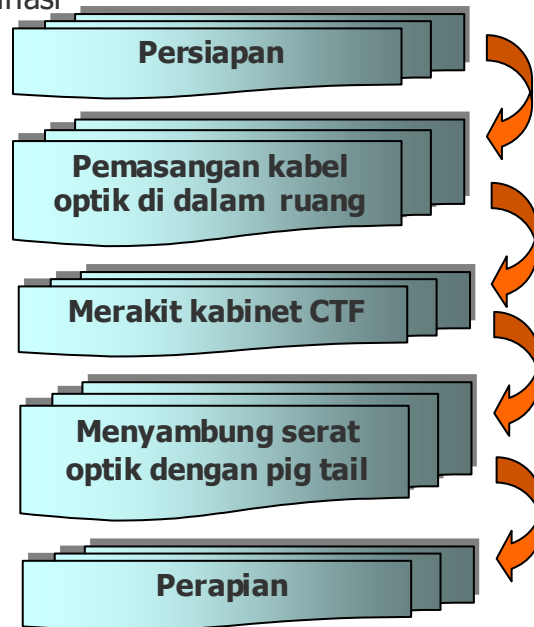 Persiapan
Pemasangan kabel
optik di dalam ruang
Merakit kabinet CTF
Menyambung serat
optik dengan pig tail
Perapian